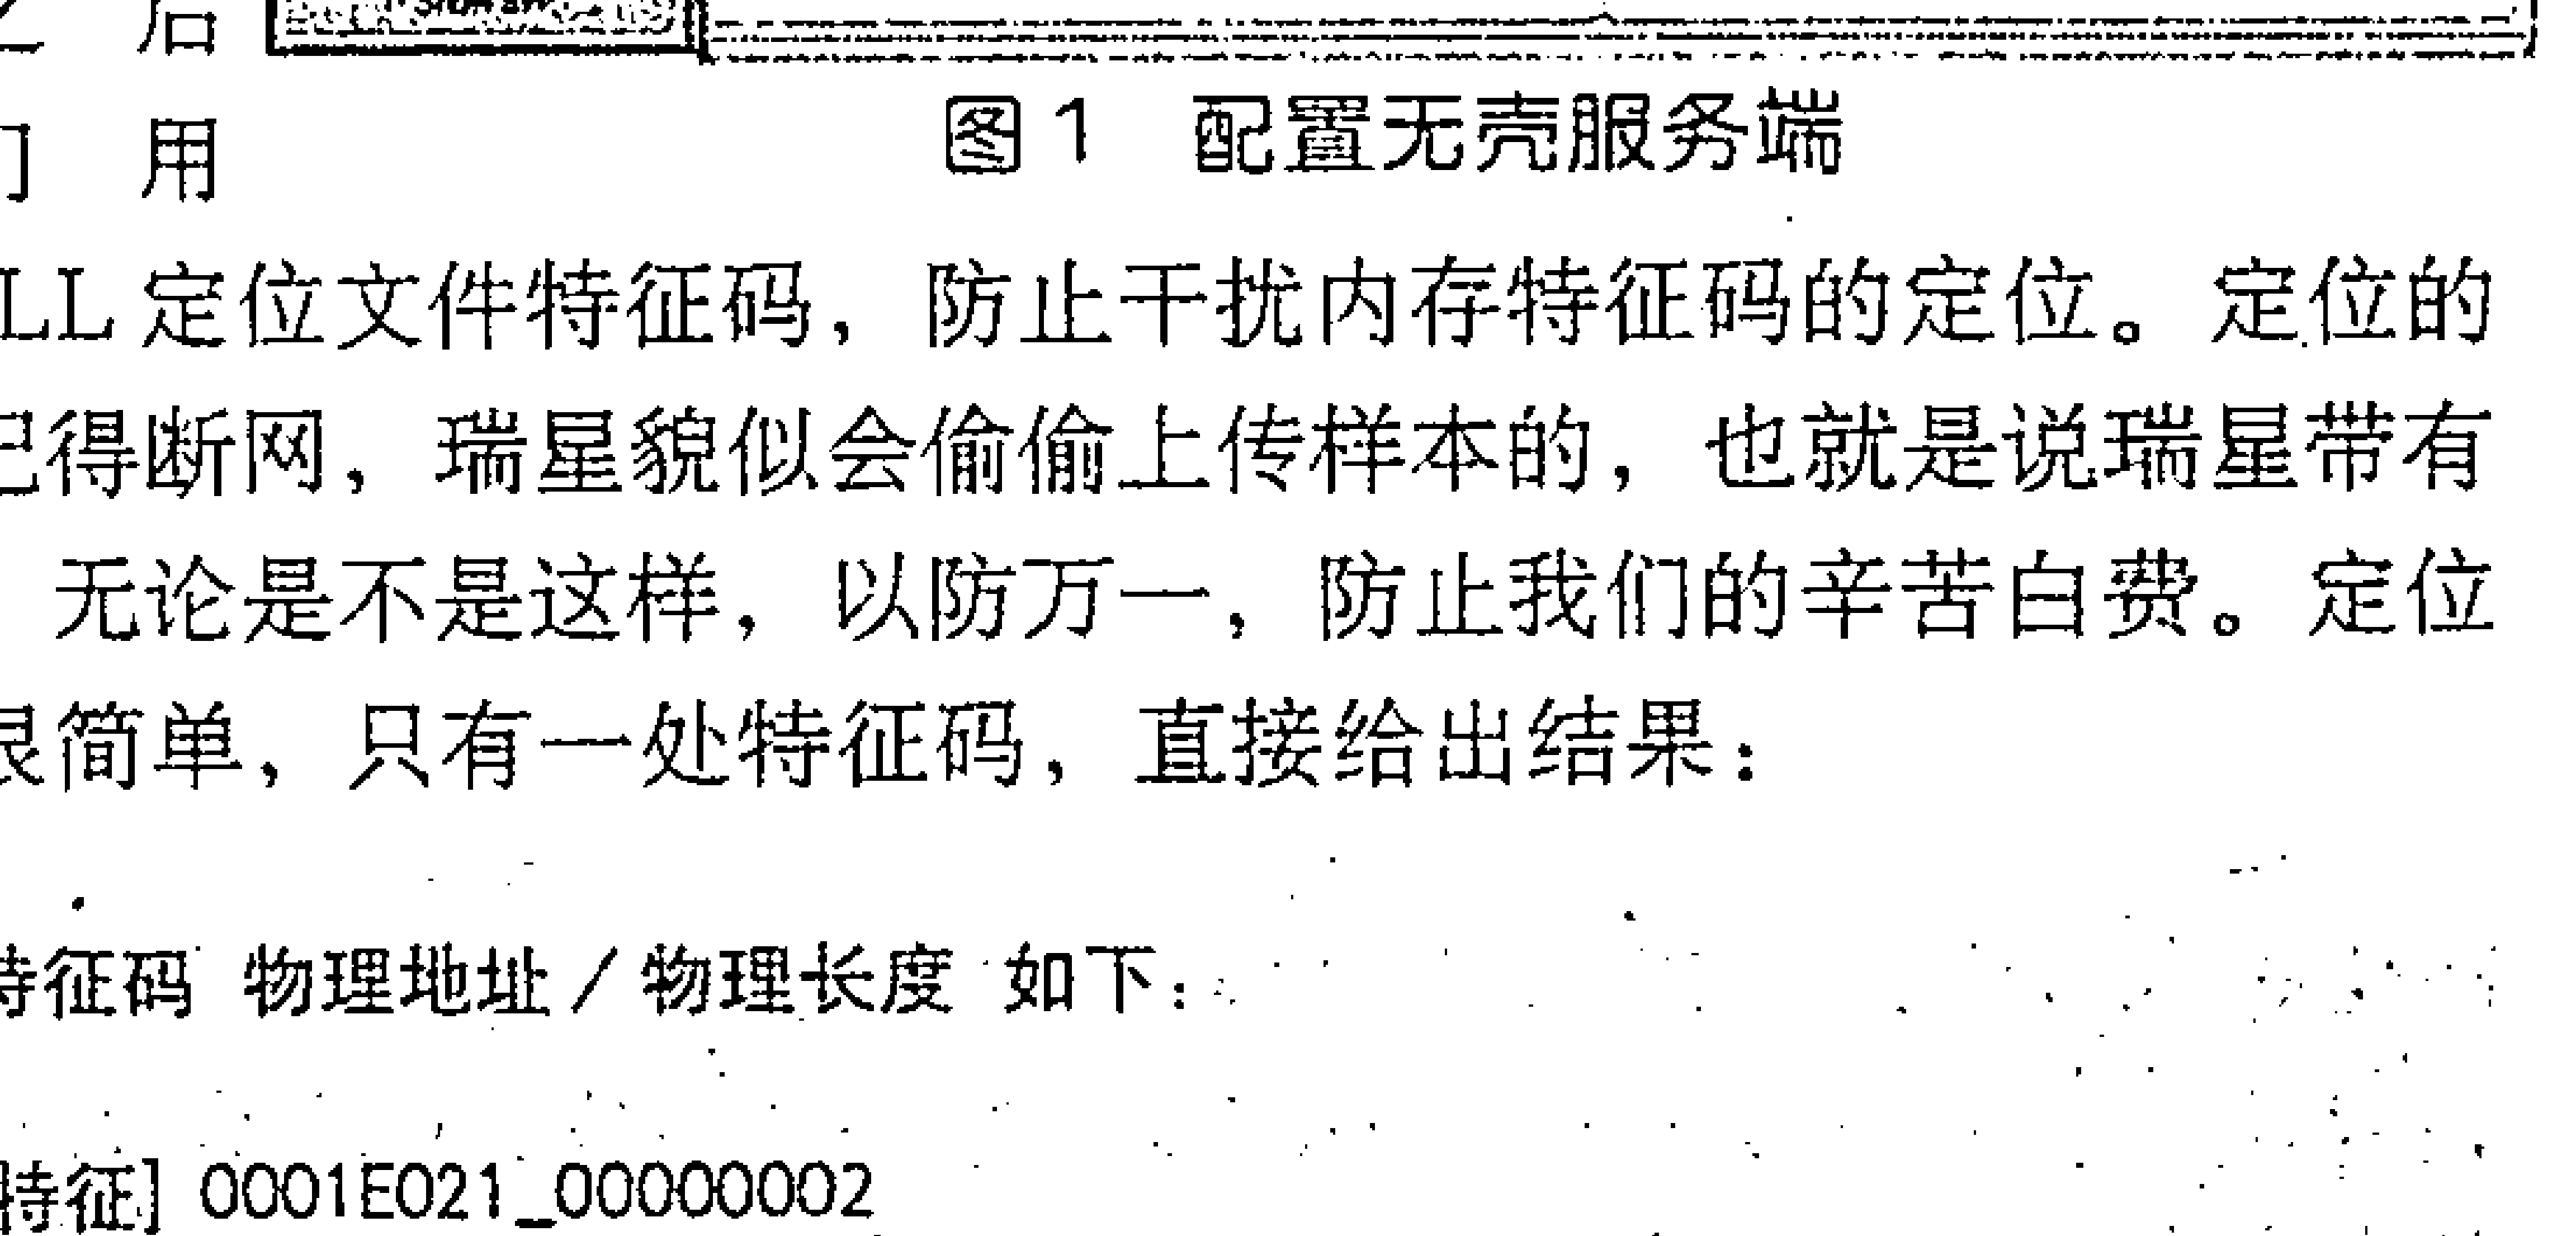 后
图1 配置无壳服务端
用
LL定位文件特征码，防止干扰内存特征码的定位。定位的
得断网，瑞星貌似会偷偷上传样本的，也就是说瑞星带有
无论是不是这样，以防万一，防止我们的辛苦白费。定位
很简单，只有一处特征码，直接给出结果：
特征码 物理地址/物理长度 如下：
特征] 0001E021_00000002